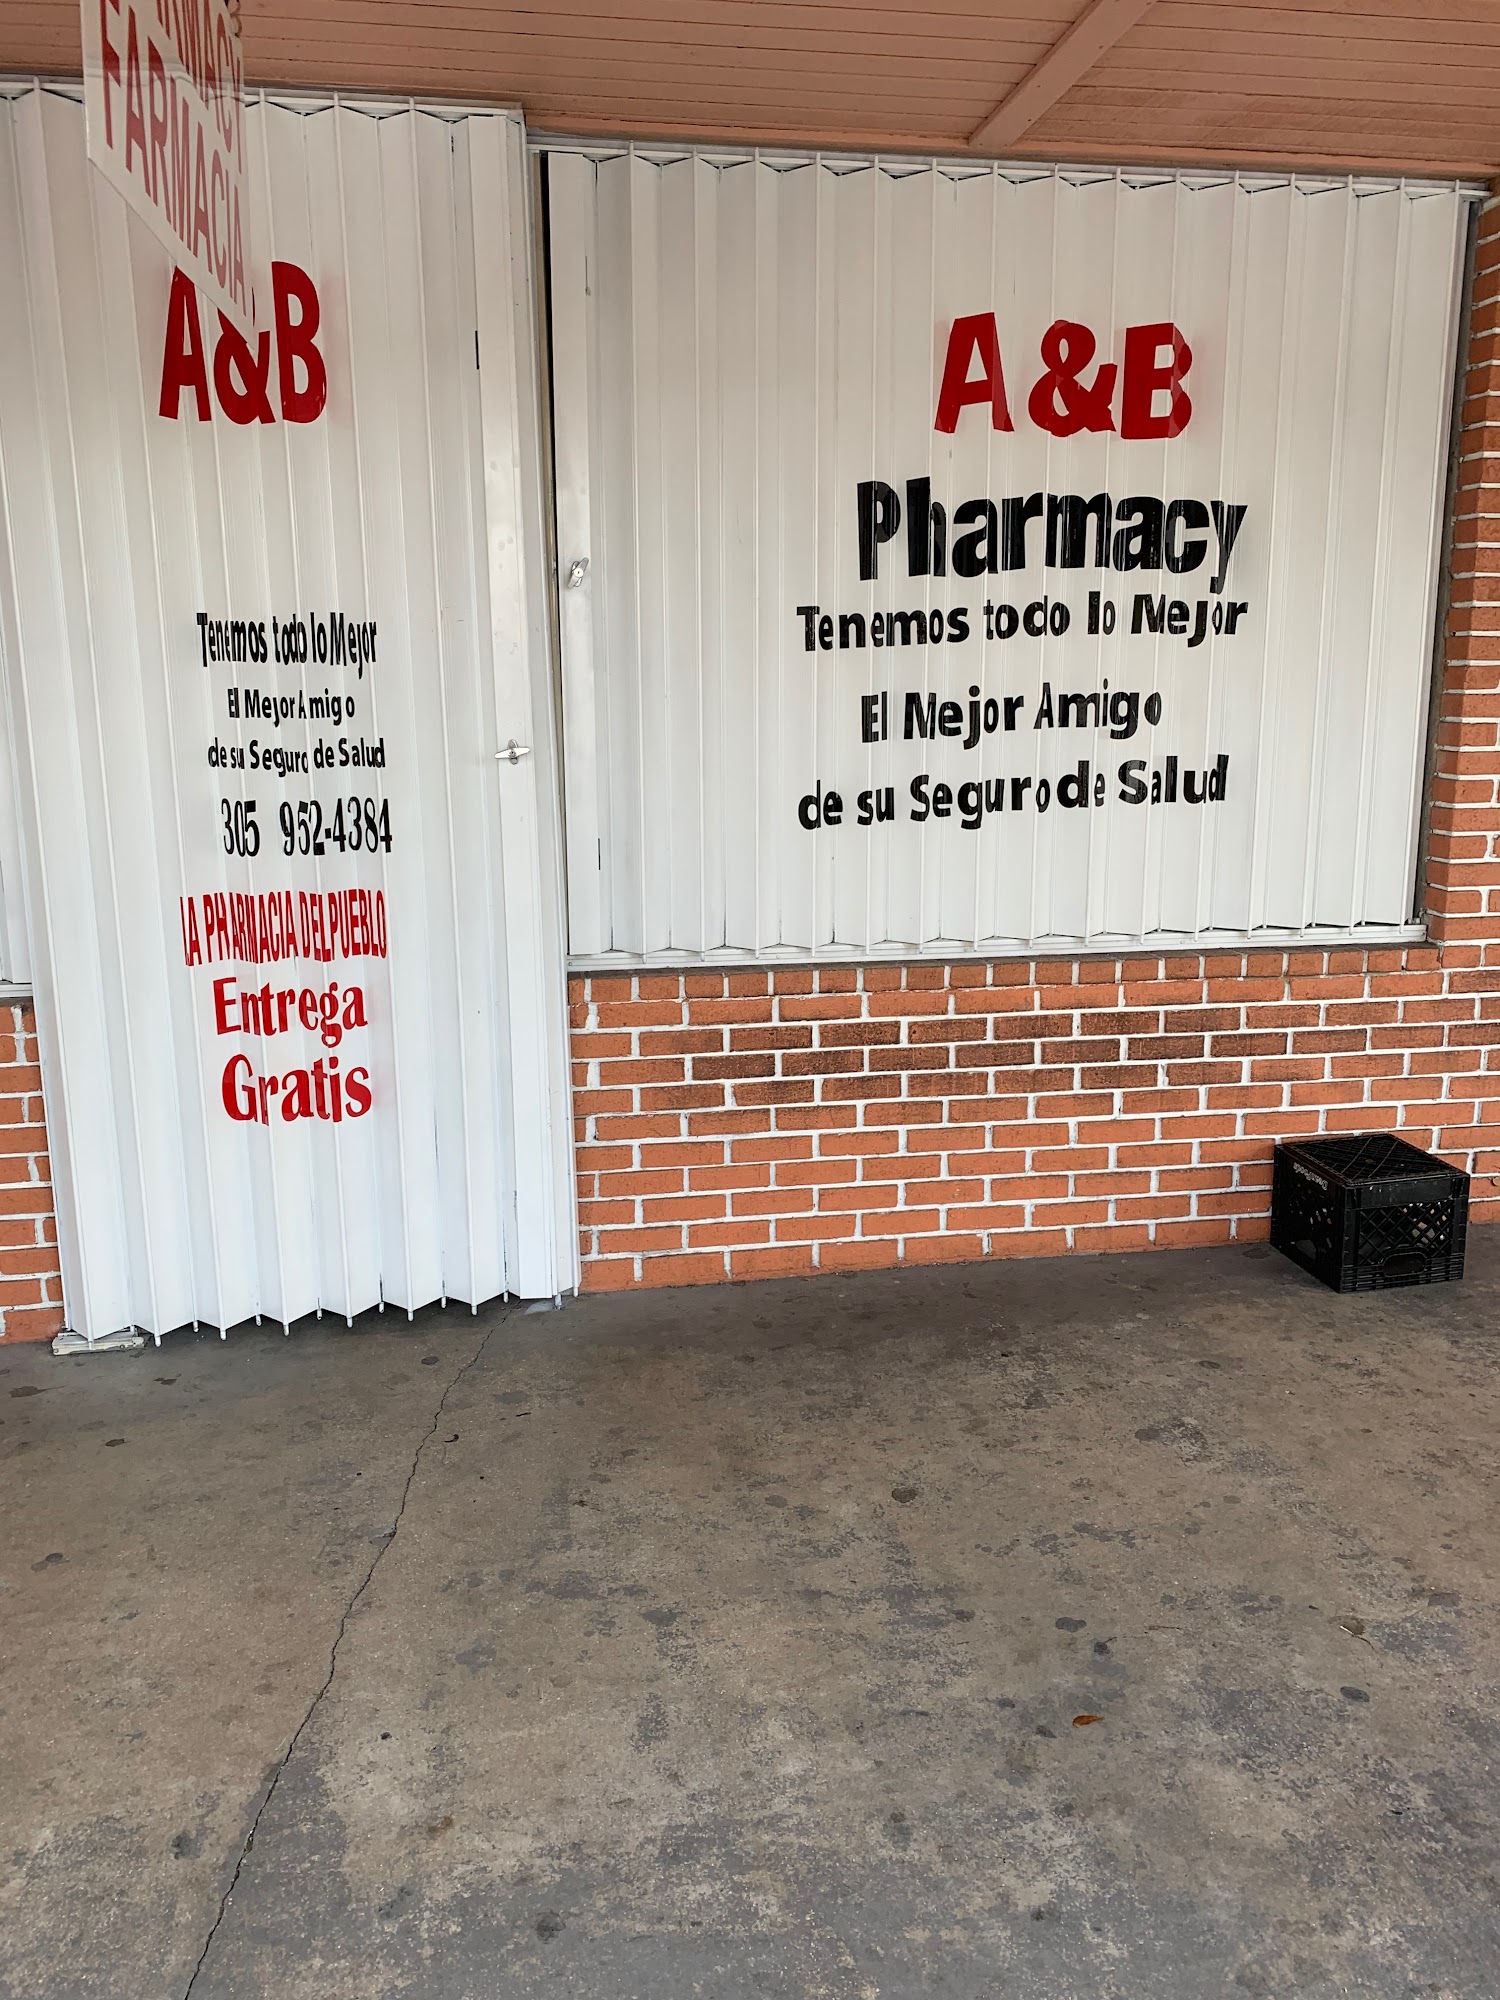 PHARMACY
FARMACIA
A&B
Tenemos todo lo Mejor
El Mejor Amigo
de su Seguro de Salud
305 952-4384
LA PHARMACIA DEL PUEBLO
Entrega
Gratis
A&B
Pharmacy
Tenemos todo lo Mejor
El Mejor Amigo
de su Seguro de Salud